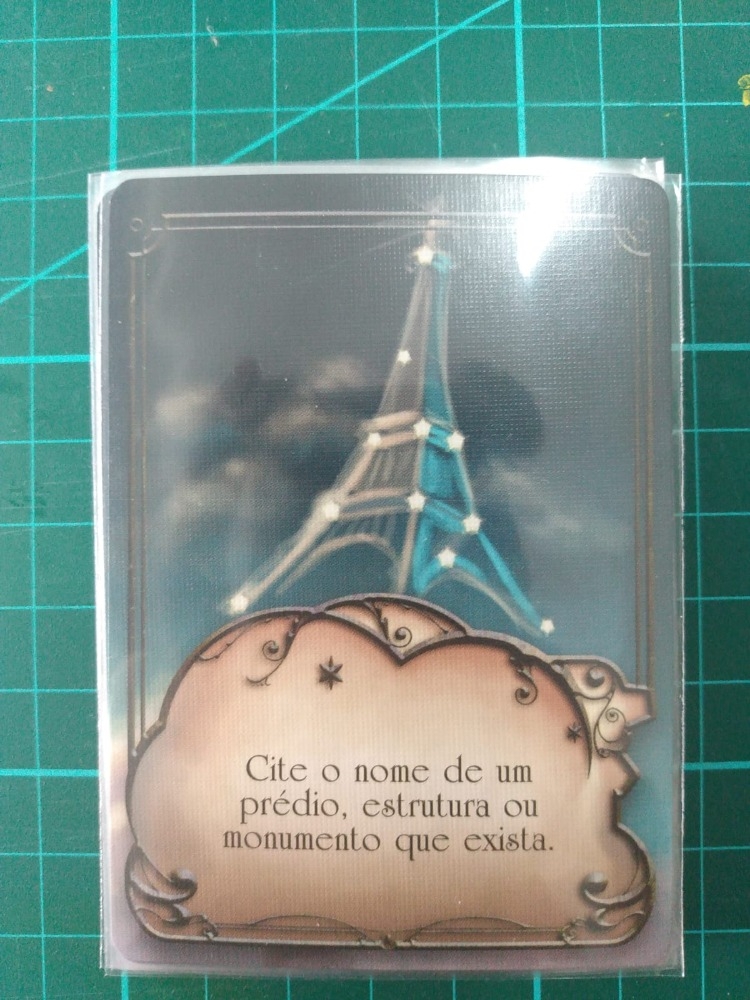 Cite o nome de um
prédio, estrutura ou
monumento que exista.